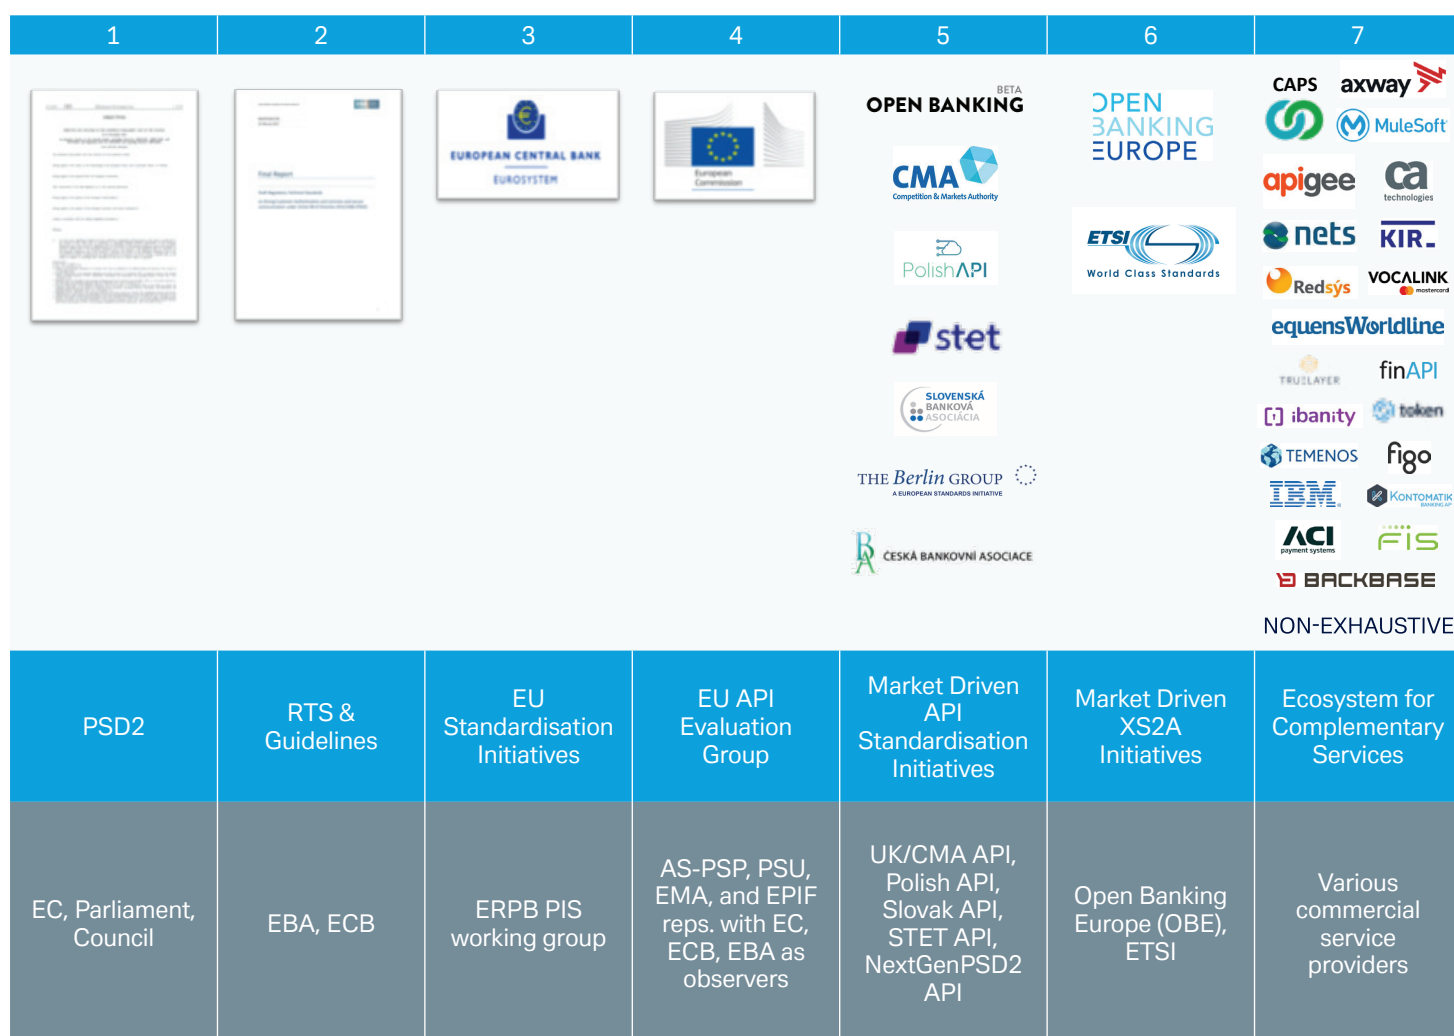 1
2
3
4
5
6
7
Final Report
EUROPEAN CENTRAL BANK
EUROSYSTEM
European
Commission
BETA
OPEN BANKING
CMA
Competition & Markets Authority
PolishAPI
stet
SLOVENSKÁ
BANKOVÁ
ASOCIÁCIA
THE Berlin GROUP
A EUROPEAN STANDARDS INITIATIVE
BA
ČESKÁ BANKOVNÍ ASOCIACE
OPEN
BANKING
EUROPE
ETSI
World Class Standards
CAPS
axway
MuleSoft
apigee
ca
technologies
nets
KIR
Redsýs
VOCALINK
mastercard
equensWorldline
TRUELAYER
finAPI
ibanity
token
TEMENOS
figo
IBM
KONTOMATIK
BANKING API
ACI
payment systems
FIS
BACKBASE
NON-EXHAUSTIVE
PSD2
RTS &
Guidelines
EU
Standardisation
Initiatives
EU API
Evaluation
Group
Market Driven
API
Standardisation
Initiatives
Market Driven
XS2A
Initiatives
Ecosystem for
Complementary
Services
EC, Parliament,
Council
EBA, ECB
ERPB PIS
working group
AS-PSP, PSU,
EMA, and EPIF
reps. with EC,
ECB, EBA as
observers
UK/CMA API,
Polish API,
Slovak API,
STET API,
NextGenPSD2
API
Open Banking
Europe (OBE),
ETSI
Various
commercial
service
providers